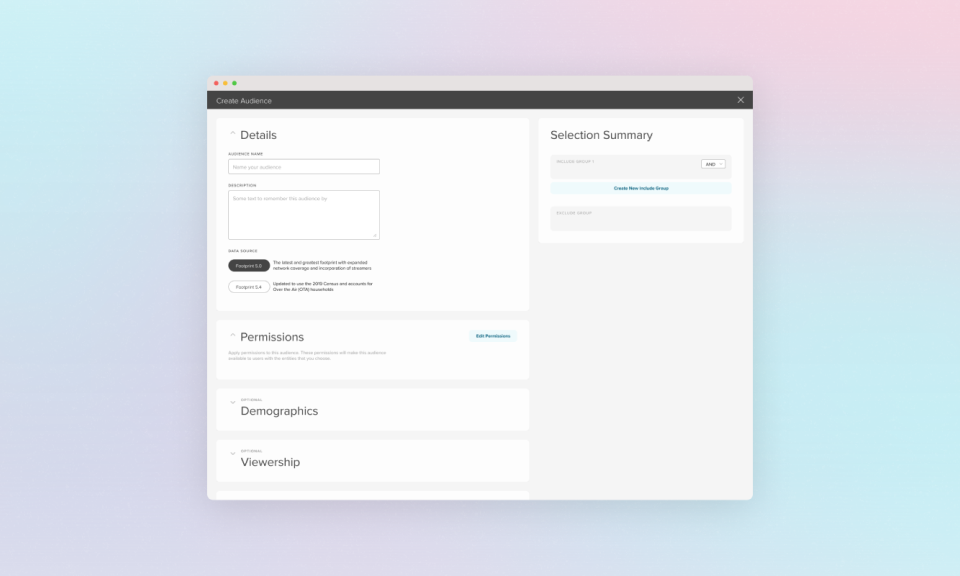 Create Audience
Details
AUDIENCE NAME
Name your audience
DESCRIPTION
Some text to remember this audience by
DATA SOURCE
Footprint 5.0
The latest and greatest footprint with expanded
network coverage and incorporation of streamers
Footprint 5.4
Updated to use the 2019 Census and accounts for
Over the Air (OTA) households
Permissions
Edit Permissions
Apply permissions to this audience. These permissions will make this audience
available to users with the entities that you choose.
OPTIONAL
Demographics
OPTIONAL
Viewership
Selection Summary
INCLUDE GROUP 1
AND
Create New Include Group
EXCLUDE GROUP